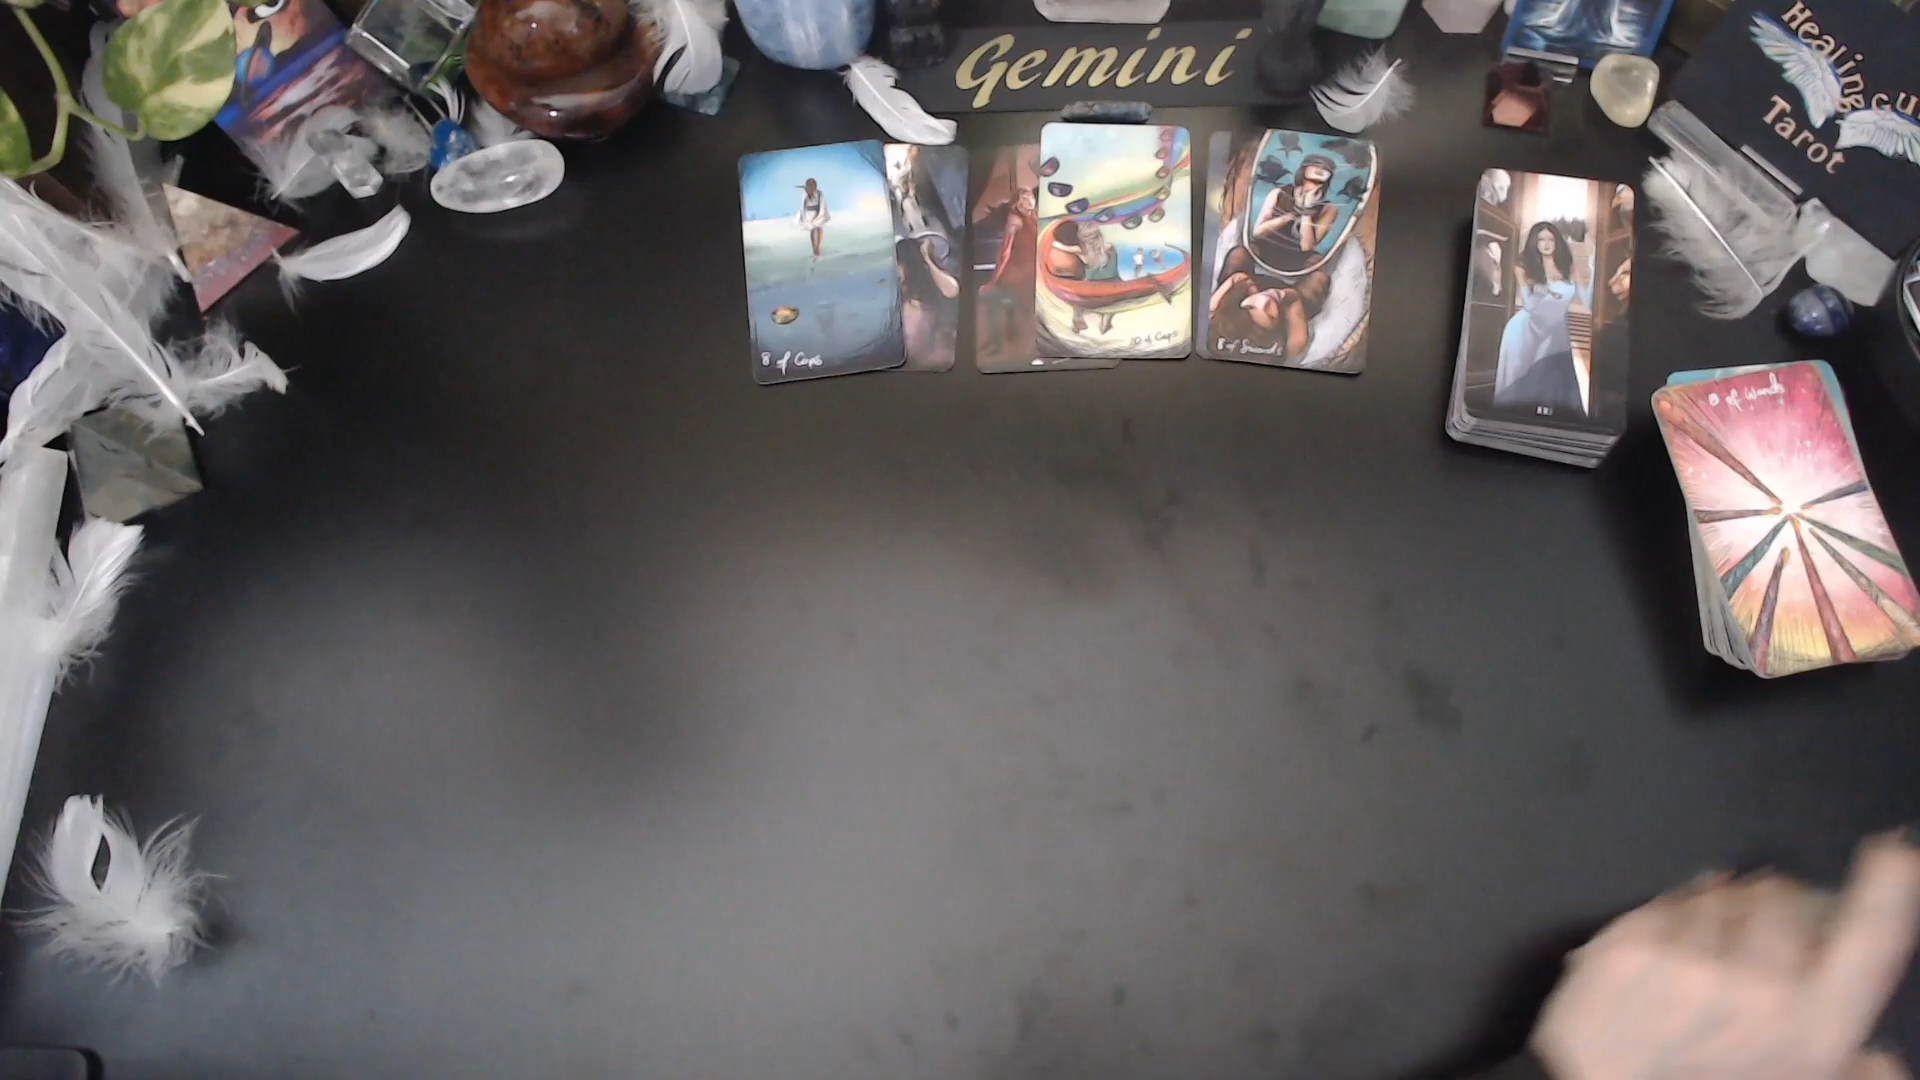 Gemini
Healing
Tarot
8 of Cups
10 of Cups
8 of Swords
8 of Wands